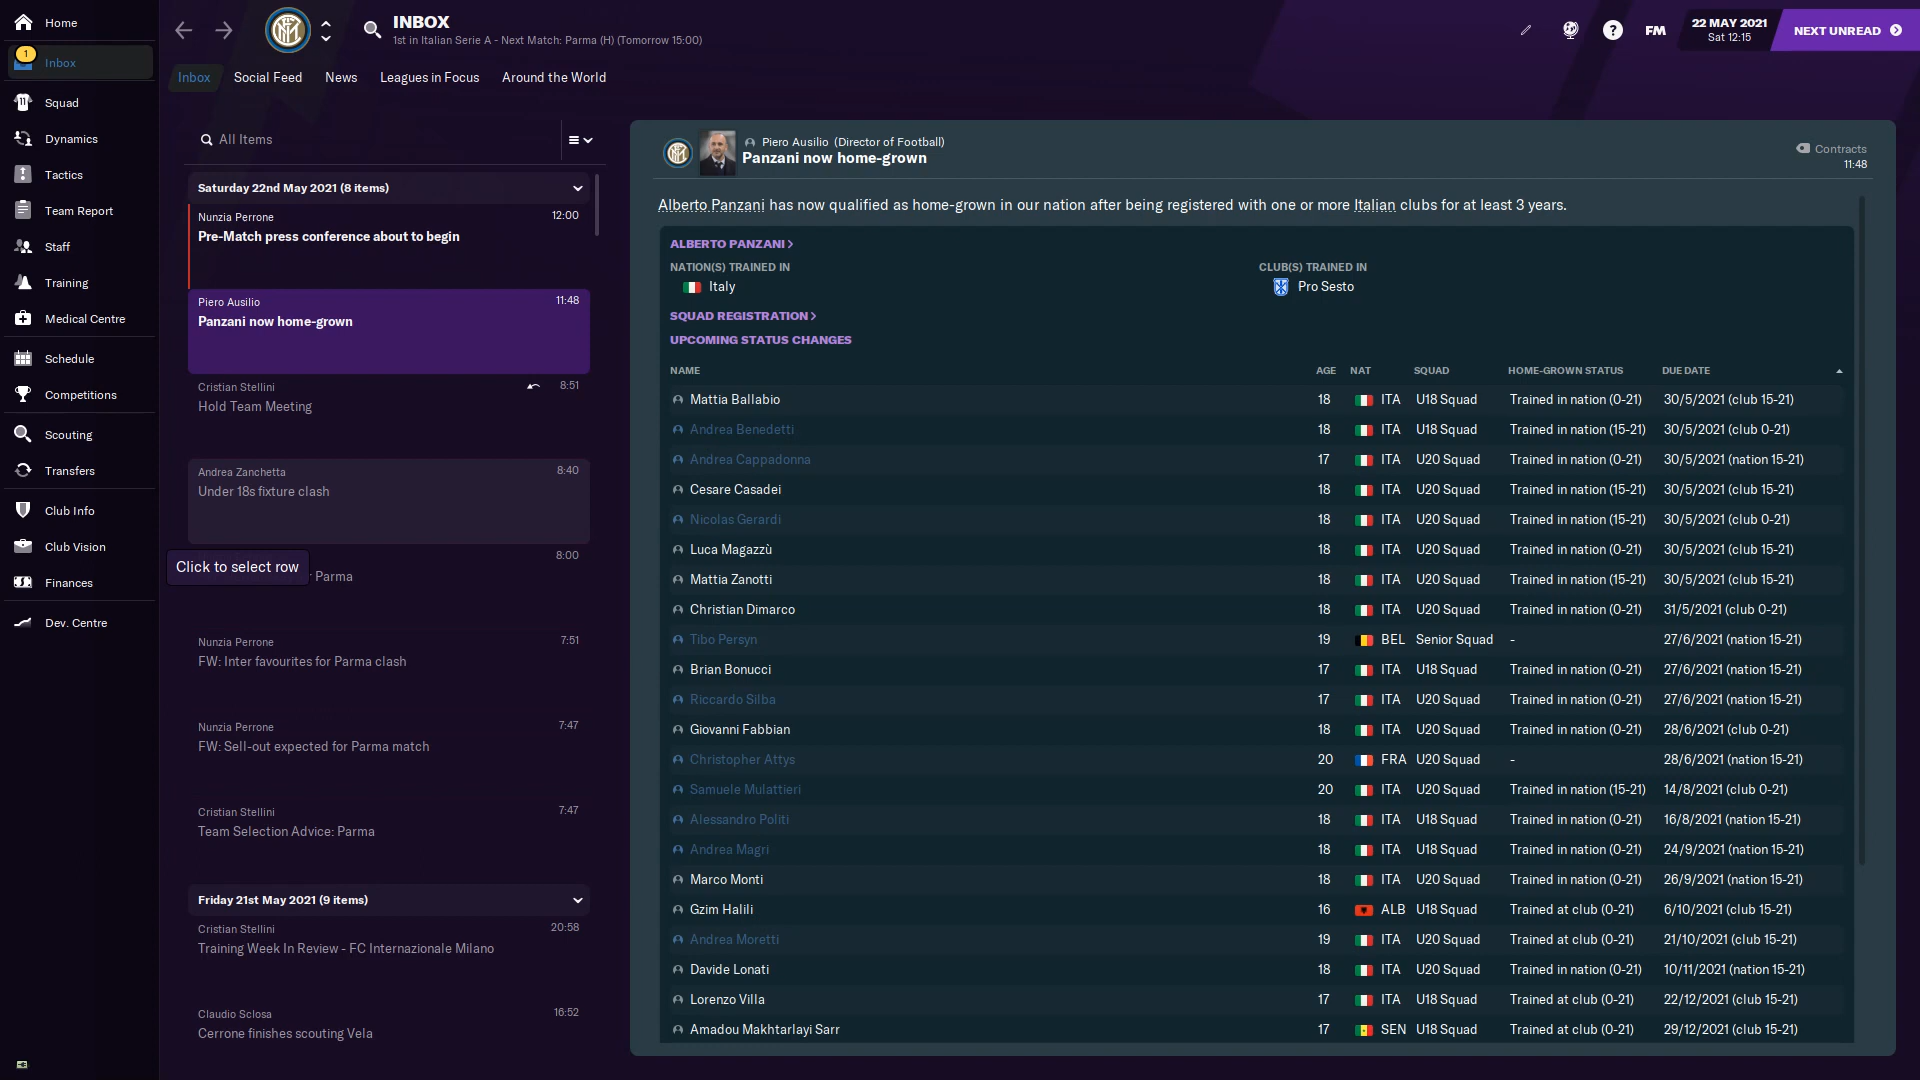 Home
1
Inbox
Squad
Dynamics
Tactics
Team Report
Staff
Training
Medical Centre
Schedule
Competitions
Scouting
Transfers
Club Info
Club Vision
Finances
Dev. Centre
INBOX
1st in Italian Serie A - Next Match: Parma (H) (Tomorrow 15:00)
FM
22 MAY 2021
Sat 12:15
NEXT UNREAD
Inbox Social Feed News Leagues in Focus Around the World
All Items
Saturday 22nd May 2021 (8 items)
Nunzia Perrone 12:00
Pre-Match press conference about to begin
Piero Ausilio 11:48
Panzani now home-grown
Cristian Stellini 8:51
Hold Team Meeting
Andrea Zanchetta 8:40
Under 18s fixture clash
8:00
Click to select row
Parma
Nunzia Perrone 7:51
FW: Inter favourites for Parma clash
Nunzia Perrone 7:47
FW: Sell-out expected for Parma match
Cristian Stellini 7:47
Team Selection Advice: Parma
Friday 21st May 2021 (9 items)
Cristian Stellini 20:58
Training Week In Review - FC Internazionale Milano
Claudio Sclosa 16:52
Cerrone finishes scouting Vela
Piero Ausilio (Director of Football)
Panzani now home-grown
Contracts
11:48
Alberto Panzani has now qualified as home-grown in our nation after being registered with one or more Italian clubs for at least 3 years.
ALBERTO PANZANI >
NATION(S) TRAINED IN CLUB(S) TRAINED IN
Italy Pro Sesto
SQUAD REGISTRATION >
UPCOMING STATUS CHANGES
NAME AGE NAT SQUAD HOME-GROWN STATUS DUE DATE
Mattia Ballabio 18 ITA U18 Squad Trained in nation (0-21) 30/5/2021 (club 15-21)
Andrea Benedetti 18 ITA U18 Squad Trained in nation (15-21) 30/5/2021 (club 0-21)
Andrea Cappadonna 17 ITA U20 Squad Trained in nation (0-21) 30/5/2021 (nation 15-21)
Cesare Casadei 18 ITA U20 Squad Trained in nation (15-21) 30/5/2021 (club 15-21)
Nicolas Gerardi 18 ITA U20 Squad Trained in nation (15-21) 30/5/2021 (club 0-21)
Luca Magazzù 18 ITA U20 Squad Trained in nation (0-21) 30/5/2021 (club 15-21)
Mattia Zanotti 18 ITA U20 Squad Trained in nation (15-21) 30/5/2021 (club 15-21)
Christian Dimarco 18 ITA U20 Squad Trained in nation (0-21) 31/5/2021 (club 0-21)
Tibo Persyn 19 BEL Senior Squad - 27/6/2021 (nation 15-21)
Brian Bonucci 17 ITA U18 Squad Trained in nation (0-21) 27/6/2021 (nation 15-21)
Riccardo Silba 17 ITA U20 Squad Trained in nation (0-21) 27/6/2021 (nation 15-21)
Giovanni Fabbian 18 ITA U20 Squad Trained in nation (0-21) 28/6/2021 (club 0-21)
Christopher Attys 20 FRA U20 Squad - 28/6/2021 (nation 15-21)
Samuele Mulattieri 20 ITA U20 Squad Trained in nation (15-21) 14/8/2021 (club 0-21)
Alessandro Politi 18 ITA U18 Squad Trained in nation (0-21) 16/8/2021 (nation 15-21)
Andrea Magri 18 ITA U18 Squad Trained in nation (0-21) 24/9/2021 (nation 15-21)
Marco Monti 18 ITA U20 Squad Trained in nation (0-21) 26/9/2021 (nation 15-21)
Gzim Halili 16 ALB U18 Squad Trained at club (0-21) 6/10/2021 (club 15-21)
Andrea Moretti 19 ITA U20 Squad Trained at club (0-21) 21/10/2021 (club 15-21)
Davide Lonati 18 ITA U20 Squad Trained in nation (0-21) 10/11/2021 (nation 15-21)
Lorenzo Villa 17 ITA U18 Squad Trained at club (0-21) 22/12/2021 (club 15-21)
Amadou Makhtarlayi Sarr 17 SEN U18 Squad Trained at club (0-21) 29/12/2021 (club 15-21)